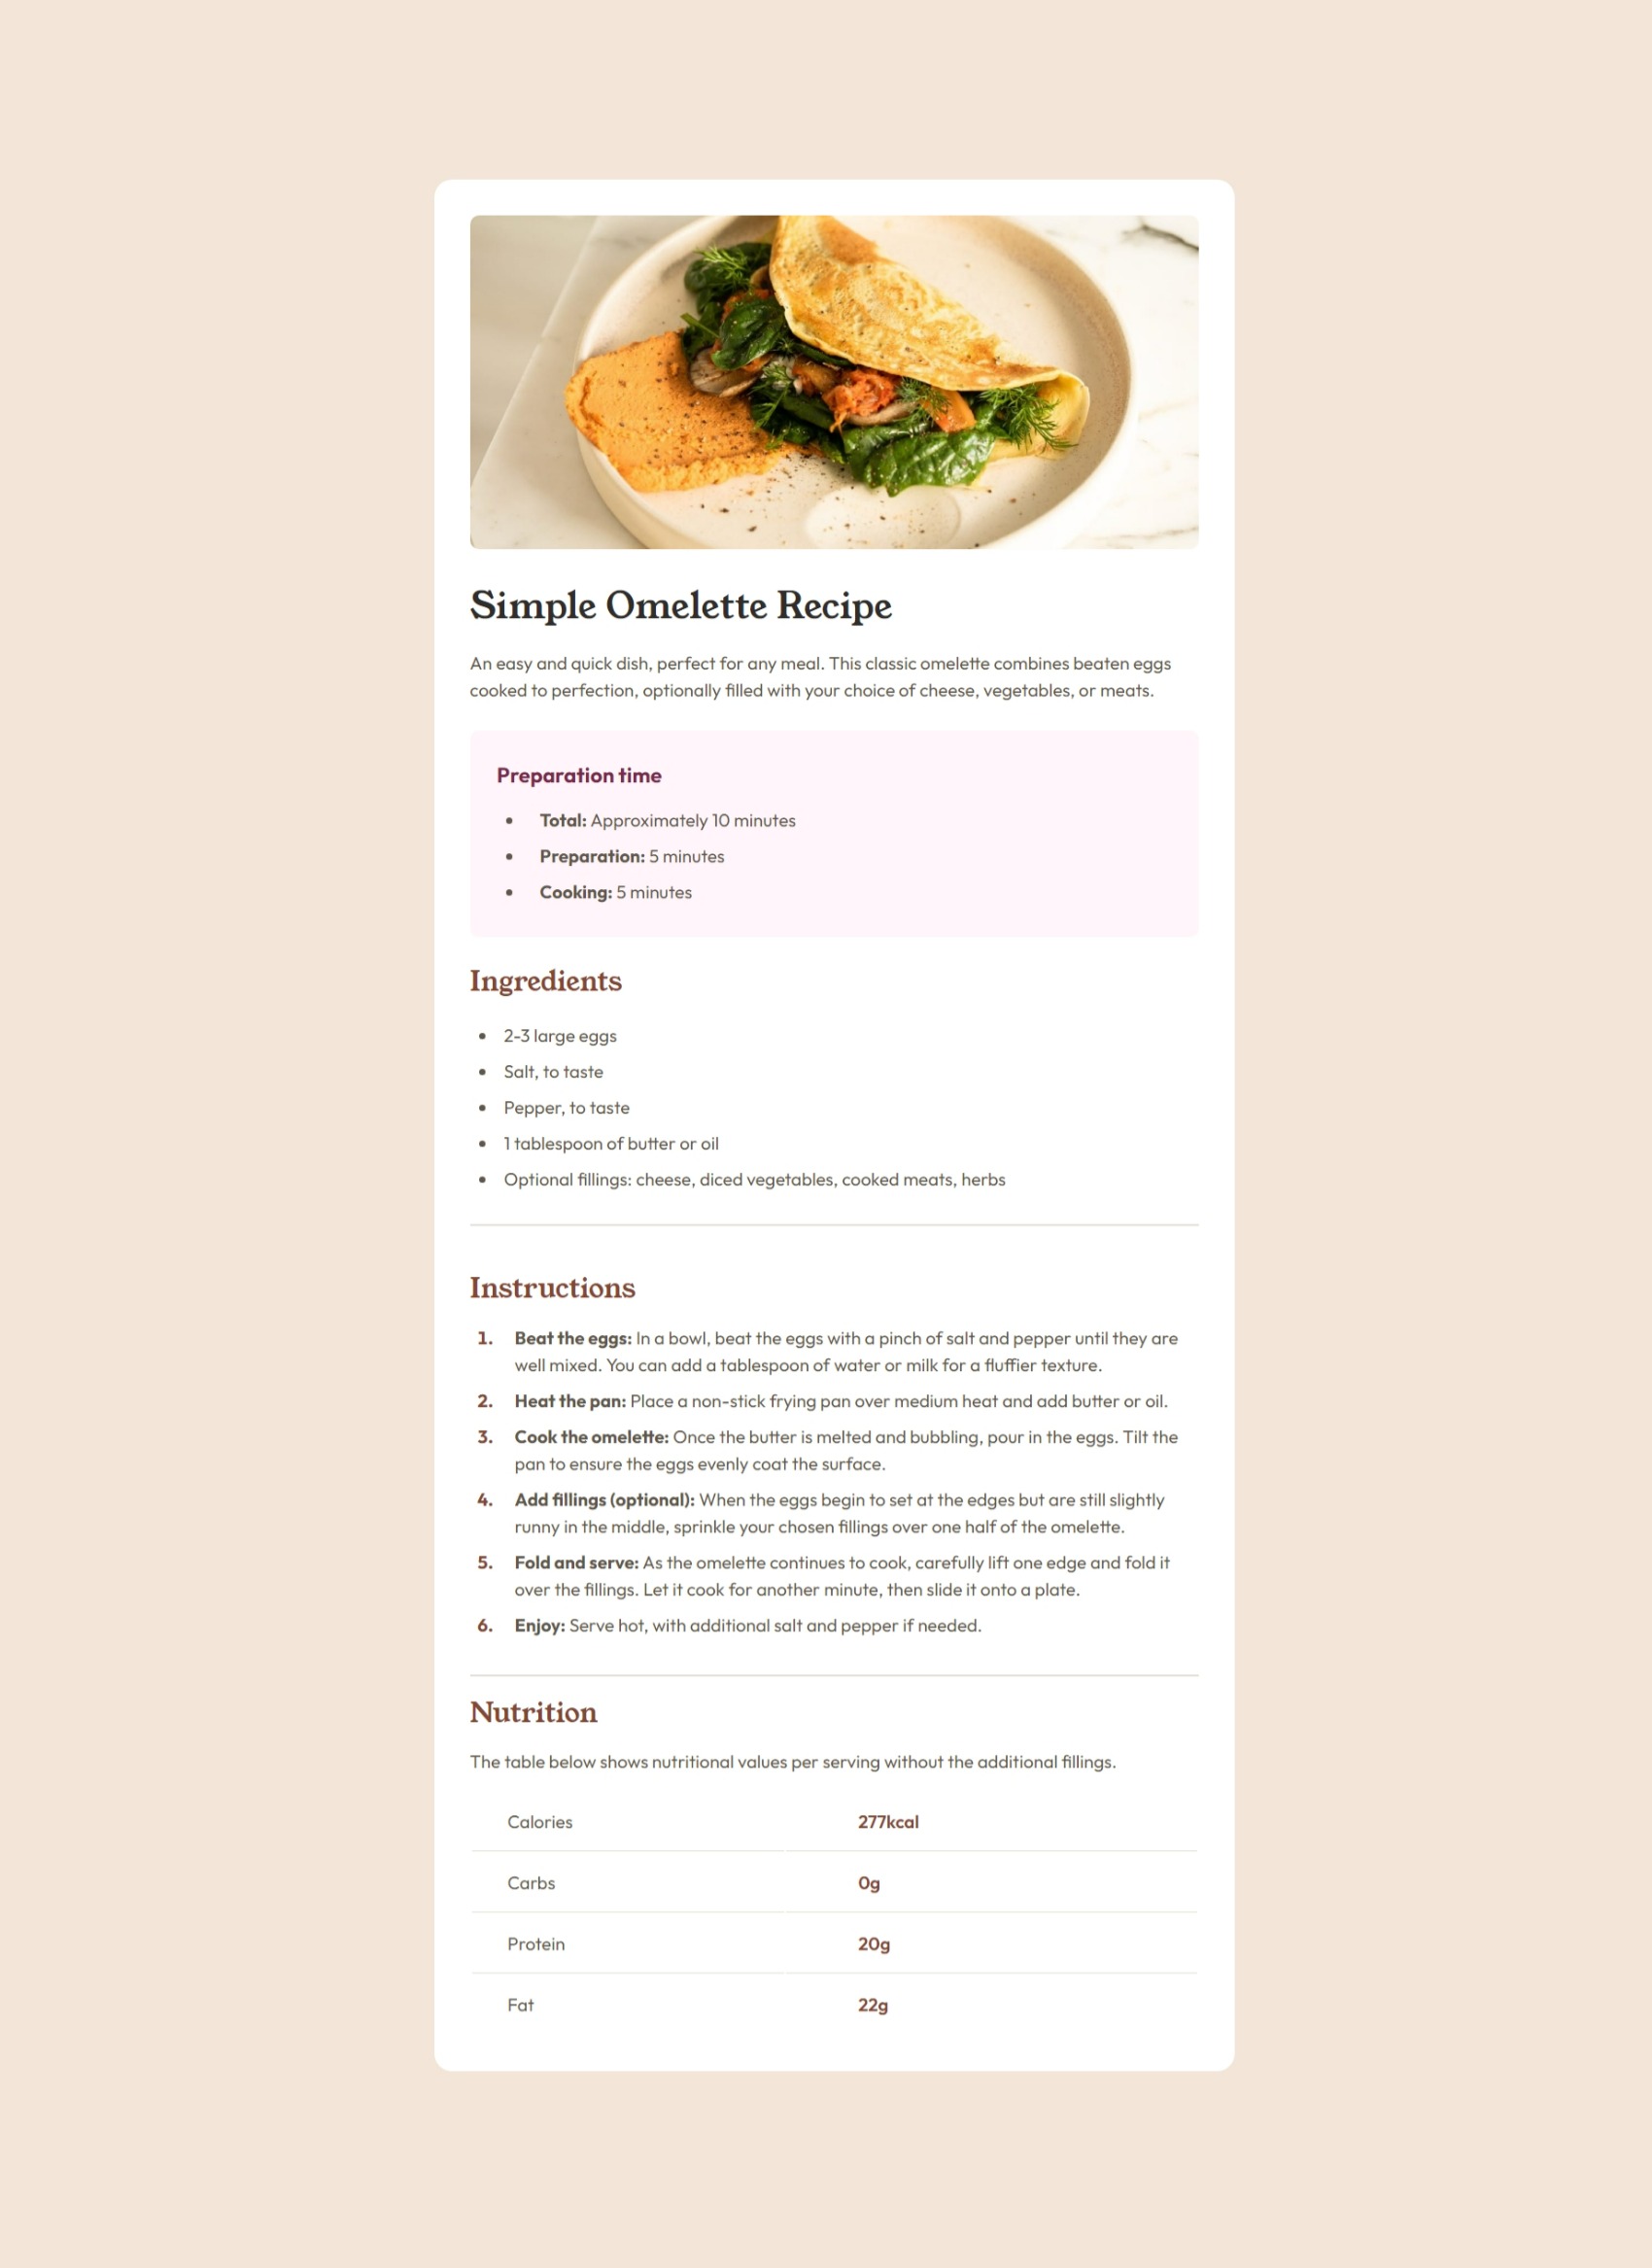 Simple Omelette Recipe
An easy and quick dish, perfect for any meal. This classic omelette combines beaten eggs
cooked to perfection, optionally filled with your choice of cheese, vegetables, or meats.
Preparation time
• Total: Approximately 10 minutes
• Preparation: 5 minutes
• Cooking: 5 minutes
Ingredients
• 2-3 large eggs
• Salt, to taste
• Pepper, to taste
• 1 tablespoon of butter or oil
• Optional fillings: cheese, diced vegetables, cooked meats, herbs
Instructions
1. Beat the eggs: In a bowl, beat the eggs with a pinch of salt and pepper until they are
well mixed. You can add a tablespoon of water or milk for a fluffier texture.
2. Heat the pan: Place a non-stick frying pan over medium heat and add butter or oil.
3. Cook the omelette: Once the butter is melted and bubbling, pour in the eggs. Tilt the
pan to ensure the eggs evenly coat the surface.
4. Add fillings (optional): When the eggs begin to set at the edges but are still slightly
runny in the middle, sprinkle your chosen fillings over one half of the omelette.
5. Fold and serve: As the omelette continues to cook, carefully lift one edge and fold it
over the fillings. Let it cook for another minute, then slide it onto a plate.
6. Enjoy: Serve hot, with additional salt and pepper if needed.
Nutrition
The table below shows nutritional values per serving without the additional fillings.
Calories 277kcal
Carbs 0g
Protein 20g
Fat 22g